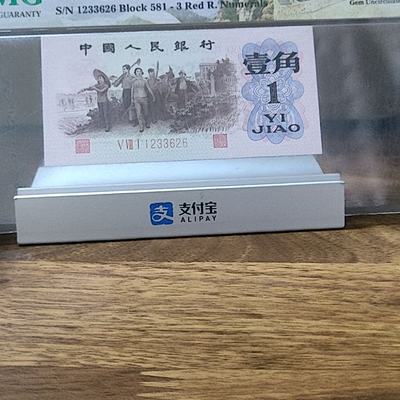 GUARANTY
S/N 1233626 Block 581 - 3 Red R. Numerals
Gem Uncirculated
中國人民銀行
壹角
1
YI
JIAO
1233626
支 支付宝
ALIPAY